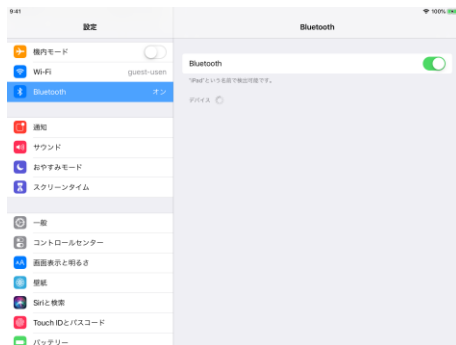 9:41
100%
設定
Bluetooth
機内モード
Wi-Fi
guest-usen
Bluetooth
オン
通知
サウンド
おやすみモード
スクリーンタイム
一般
コントロールセンター
画面表示と明るさ
壁紙
Siriと検索
Touch IDとパスコード
バッテリー
Bluetooth
"iPad"という名前で検出可能です。
デバイス